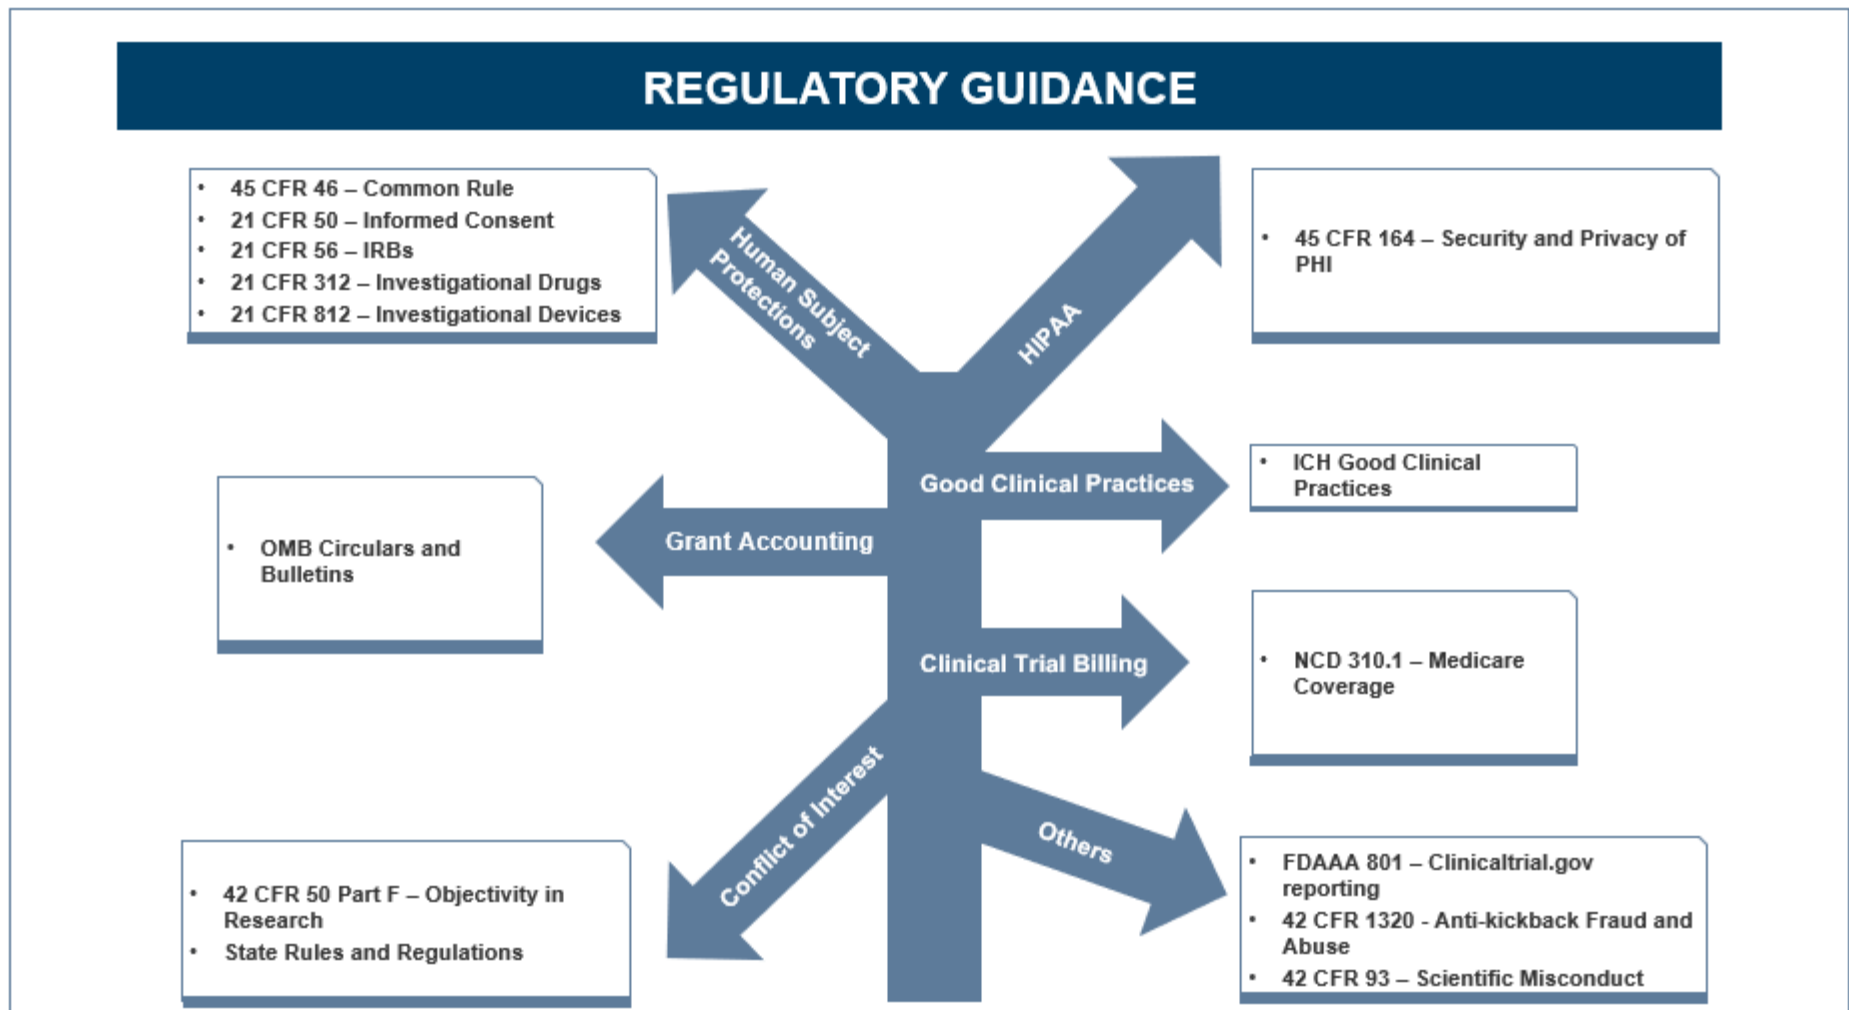 REGULATORY GUIDANCE
• 45 CFR 46 – Common Rule
• 21 CFR 50 – Informed Consent
• 21 CFR 56 – IRBs
• 21 CFR 312 – Investigational Drugs
• 21 CFR 812 – Investigational Devices
Human Subject
Protections
HIPAA
• 45 CFR 164 – Security and Privacy of
PHI
Good Clinical Practices
• ICH Good Clinical
Practices
• OMB Circulars and
Bulletins
Grant Accounting
Clinical Trial Billing
• NCD 310.1 – Medicare
Coverage
Conflict of Interest
• 42 CFR 50 Part F – Objectivity in
Research
• State Rules and Regulations
Others
• FDAAA 801 – Clinicaltrial.gov
reporting
• 42 CFR 1320 - Anti-kickback Fraud and
Abuse
• 42 CFR 93 – Scientific Misconduct